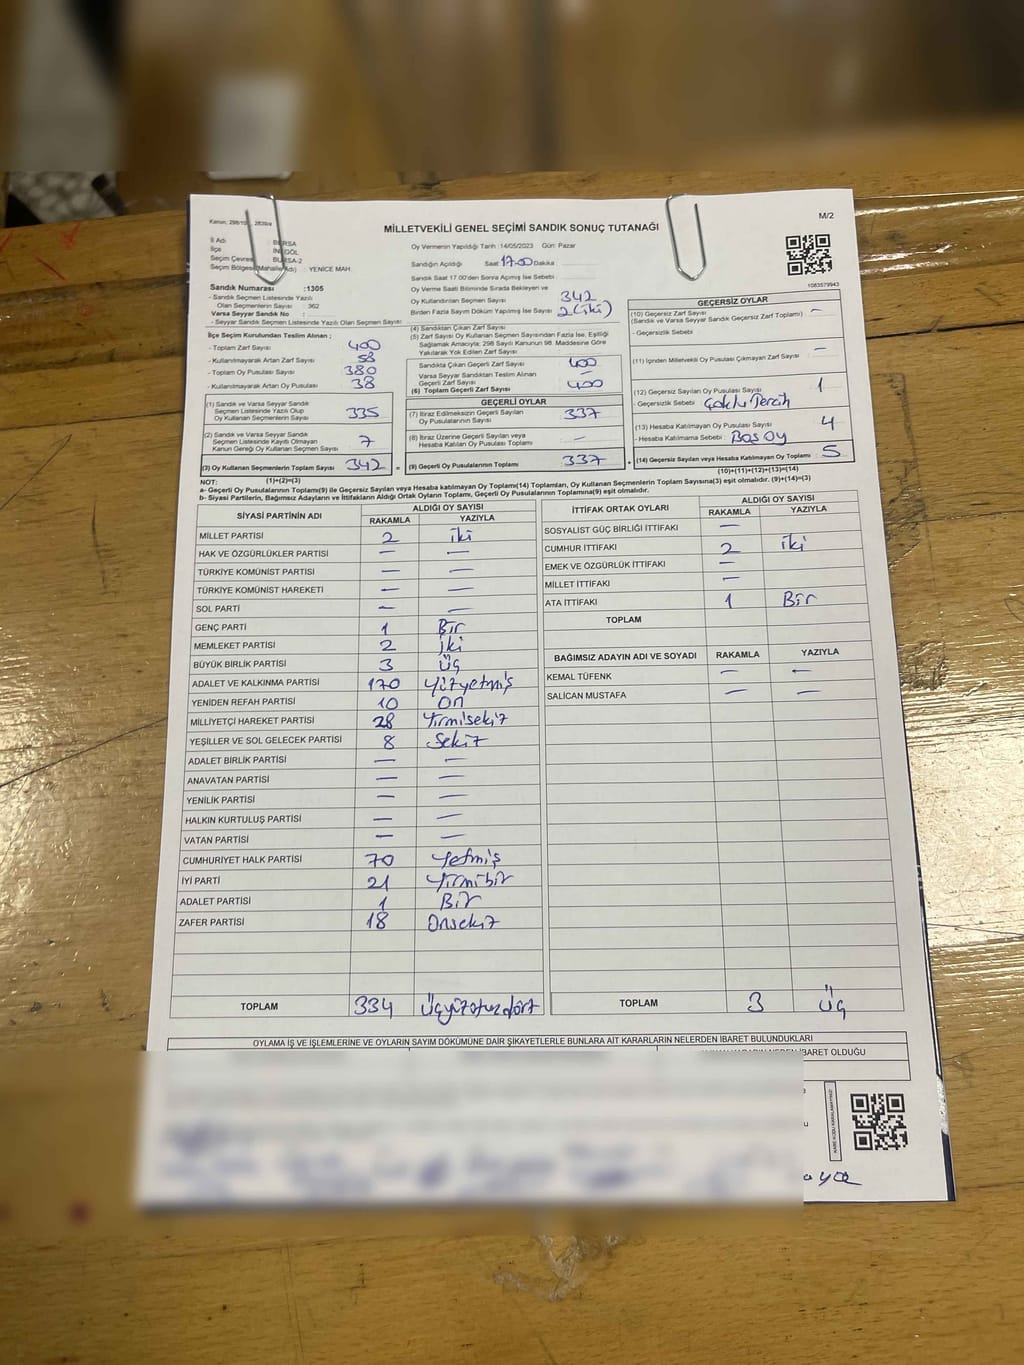 M/2
MİLLETVEKİLİ GENEL SEÇİMİ SANDIK SONUÇ TUTANAĞI
Kanun: 298/10
İl Adı : BURSA
İlçe : İNEGÖL
Seçim Çevresi : BURSA-2
Seçim Bölgesi (Mahalle Adı) : YENİCE MAH.
Sandık Numarası :1305
- Sandık Seçmen Listesinde Yazılı
Olan Seçmenlerin Sayısı : 362
Varsa Seyyar Sandık No :
- Seyyar Sandık Seçmen Listesinde Yazılı Olan Seçmen Sayısı :
İlçe Seçim Kurulundan Teslim Alınan ;
- Toplam Zarf Sayısı : 400
- Kullanılmayarak Artan Zarf Sayısı : 58
- Toplam Oy Pusulası Sayısı : 380
- Kullanılmayarak Artan Oy Pusulası : 38
(1) Sandık ve Varsa Seyyar Sandık
Seçmen Listesinde Yazılı Olup
Oy Kullanan Seçmenlerin Sayısı : 335
(2) Sandık ve Varsa Seyyar Sandık
Seçmen Listesinde Kayıtlı Olmayan
Kanun Gereği Oy Kullanan Seçmen Sayısı : 7
(3) Oy Kullanan Seçmenlerin Toplam Sayısı : 342 =
(1)+(2)=(3)
Oy Vermenin Yapıldığı Tarih :14/05/2023 Gün: Pazar
Sandığın Açıldığı Saat : 17.00 Dakika :
Sandık Saat 17.00'den Sonra Açılmış İse Sebebi :
Oy Verme Saati Bitiminde Sırada Bekleyen ve
Oy Kullandırılan Seçmen Sayısı : 342
Birden Fazla Sayım Döküm Yapılmış İse Sayısı : 2 (iki)
(4) Sandıktan Çıkan Zarf Sayısı :
(5) Zarf Sayısı Oy Kullanan Seçmen Sayısından Fazla İse, Eşitliği
Sağlamak Amacıyla; 298 Sayılı Kanunun 98. Maddesine Göre
Yakılarak Yok Edilen Zarf Sayısı :
Sandıkta Çıkan Geçerli Zarf Sayısı : 400
Varsa Seyyar Sandıktan Teslim Alınan
Geçerli Zarf Sayısı : —
(6) Toplam Geçerli Zarf Sayısı : 400
GEÇERLİ OYLAR
(7) İtiraz Edilmeksizin Geçerli Sayılan
Oy Pusulalarının Sayısı : 337
(8) İtiraz Üzerine Geçerli Sayılan veya
Hesaba Katılan Oy Pusulası Toplamı : —
(9) Geçerli Oy Pusulalarının Toplamı : 337 +
1083579943
GEÇERSİZ OYLAR
(10) Geçersiz Zarf Sayısı : —
(Sandık ve Varsa Seyyar Sandık Geçersiz Zarf Toplamı)
- Geçersizlik Sebebi :
(11) İçinden Milletvekili Oy Pusulası Çıkmayan Zarf Sayısı : —
(12) Geçersiz Sayılan Oy Pusulası Sayısı : 1
- Geçersizlik Sebebi : Çoklu Tercih
(13) Hesaba Katılmayan Oy Pusulası Sayısı : 4
- Hesaba Katılmama Sebebi : Boş Oy
(14) Geçersiz Sayılan veya Hesaba Katılmayan Oy Toplamı : 5
(10)+(11)+(12)+(13)=(14)
NOT:
a- Geçerli Oy Pusulaları Toplamı(9) ile Geçersiz Sayılan veya Hesaba Katılmayan Oy Toplamı(14) Toplamları, Oy Kullanan Seçmenlerin Toplam Sayısına(3) eşit olmalıdır. (9)+(14)=(3)
b- Siyasi Partilerin, Bağımsız Adayların ve İttifakların Aldığı Ortak Oyların Toplamı, Geçerli Oy Pusulalarının Toplamına(9) eşit olmalıdır.
SİYASİ PARTİNİN ADI ALDIĞI OY SAYISI
RAKAMLA YAZIYLA
MİLLET PARTİSİ 2 iki
HAK VE ÖZGÜRLÜKLER PARTİSİ — —
TÜRKİYE KOMÜNİST PARTİSİ — —
TÜRKİYE KOMÜNİST HAREKETİ — —
SOL PARTİ — —
GENÇ PARTİ 1 Bir
MEMLEKET PARTİSİ 2 iki
BÜYÜK BİRLİK PARTİSİ 3 Üç
ADALET VE KALKINMA PARTİSİ 170 Yüzyetmiş
YENİDEN REFAH PARTİSİ 10 On
MİLLİYETÇİ HAREKET PARTİSİ 28 Yirmisekiz
YEŞİLLER VE SOL GELECEK PARTİSİ 8 Sekiz
ADALET BİRLİK PARTİSİ — —
ANAVATAN PARTİSİ — —
YENİLİK PARTİSİ — —
HALKIN KURTULUŞ PARTİSİ — —
VATAN PARTİSİ — —
CUMHURİYET HALK PARTİSİ 70 Yetmiş
İYİ PARTİ 21 Yirmibir
ADALET PARTİSİ 1 Bir
ZAFER PARTİSİ 18 Onsekiz
TOPLAM 334 Üçyüzotuzdört
İTTİFAK ORTAK OYLARI ALDIĞI OY SAYISI
RAKAMLA YAZIYLA
SOSYALİST GÜÇ BİRLİĞİ İTTİFAKI —
CUMHUR İTTİFAKI 2 iki
EMEK VE ÖZGÜRLÜK İTTİFAKI —
MİLLET İTTİFAKI —
ATA İTTİFAKI 1 Bir
TOPLAM
BAĞIMSIZ ADAYIN ADI VE SOYADI RAKAMLA YAZIYLA
KEMAL TÜFENK — —
SALİCAN MUSTAFA — —
TOPLAM 3 üç
OYLAMA İŞ VE İŞLEMLERİNE VE OYLARIN SAYIM DÖKÜMÜNE DAİR ŞİKAYETLERLE BUNLARA AİT KARARLARIN NELERDEN İBARET BULUNDUKLARI
İBARET OLDUĞU